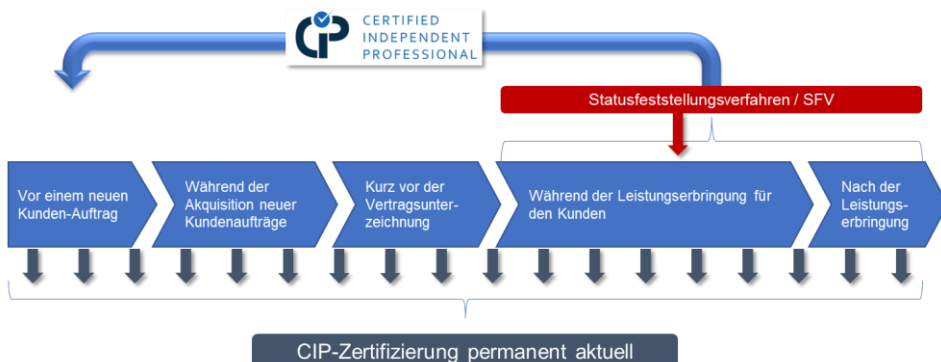 CIP
CERTIFIED
INDEPENDENT
PROFESSIONAL
Statusfeststellungsverfahren / SFV
Vor einem neuen
Kunden-Auftrag
Während der
Akquisition neuer
Kundenaufträge
Kurz vor der
Vertragsunter-
zeichnung
Während der Leistungserbringung für
den Kunden
Nach der
Leistungs-
erbringung
CIP-Zertifizierung permanent aktuell